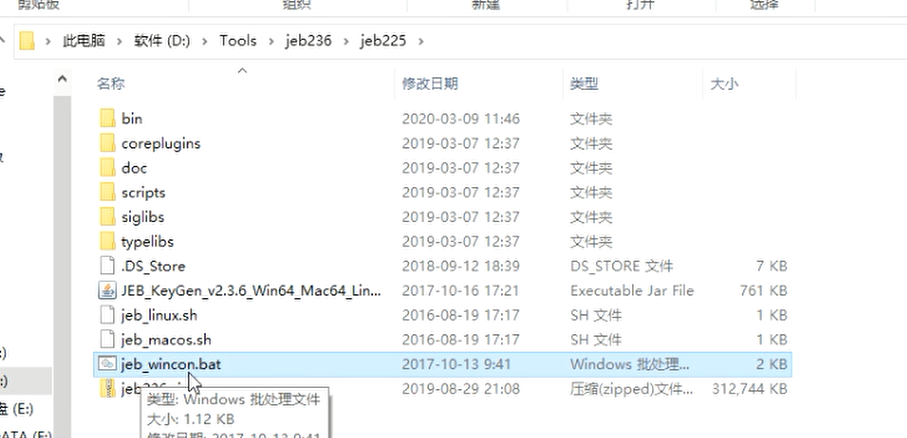 剪贴板 组织 新建 打开 选择
此电脑 软件 (D:) Tools jeb236 jeb225
名称 修改日期 类型 大小
bin 2020-03-09 11:46 文件夹
coreplugins 2019-03-07 12:37 文件夹
doc 2019-03-07 12:37 文件夹
scripts 2019-03-07 12:37 文件夹
siglibs 2019-03-07 12:37 文件夹
typelibs 2019-03-07 12:37 文件夹
.DS_Store 2018-09-12 18:39 DS_STORE 文件 7 KB
JEB_KeyGen_v2.3.6_Win64_Mac64_Lin... 2017-10-16 17:21 Executable Jar File 761 KB
jeb_linux.sh 2016-08-19 17:17 SH 文件 1 KB
jeb_macos.sh 2016-08-19 17:17 SH 文件 1 KB
jeb_wincon.bat 2017-10-13 9:41 Windows 批处理... 2 KB
2019-08-29 21:08 压缩(zipped)文件... 312,744 KB
类型: Windows 批处理文件
大小: 1.12 KB
修改日期: 2017-10-13 9:41
盘 (E:)